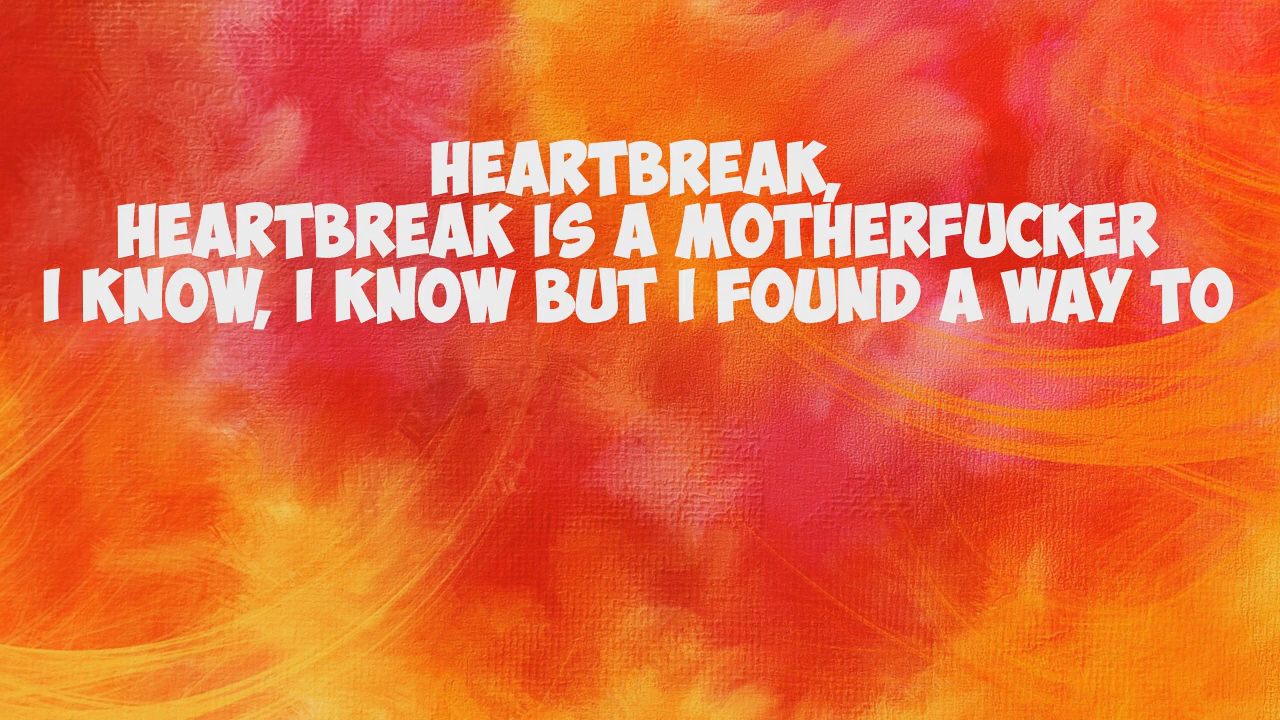 HEARTBREAK,
HEARTBREAK IS A MOTHERFUCKER
I KNOW, I KNOW BUT I FOUND A WAY TO